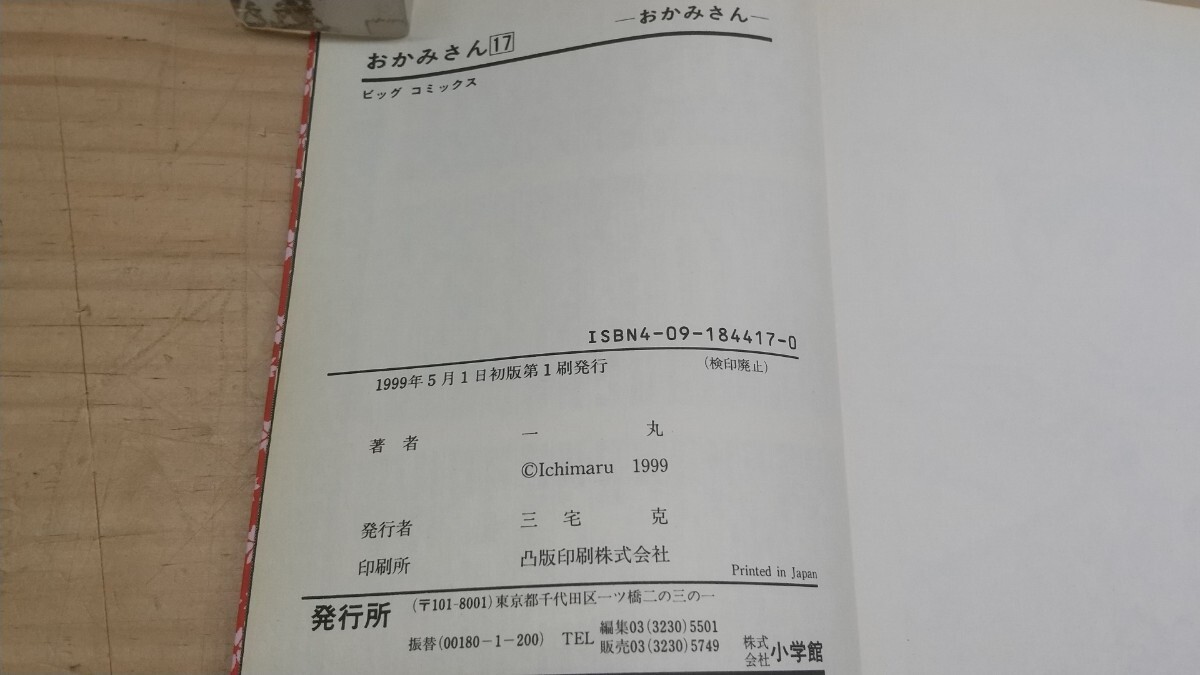 —おかみさん—
おかみさん17
ビッグ コミックス
ISBN4-09-184417-0
1999年5月1日初版第1刷発行 (検印廃止)
著者 一丸
©Ichimaru 1999
発行者 三宅克
印刷所 凸版印刷株式会社
Printed in Japan
発行所 (〒101-8001)東京都千代田区一ツ橋二の三の一
振替(00180-1-200) TEL 編集03(3230)5501
販売03(3230)5749
株式会社 小学館